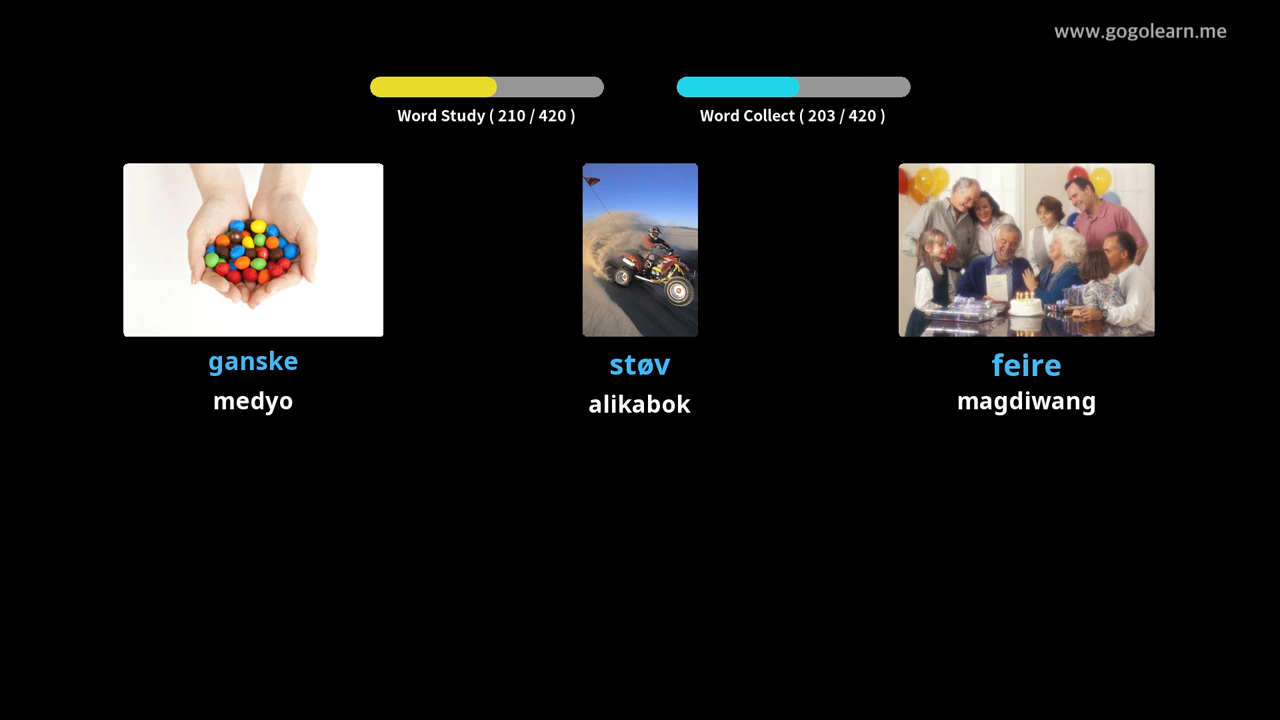 www.gogolearn.me
Word Study ( 210 / 420 )
Word Collect ( 203 / 420 )
ganske
medyo
støv
alikabok
feire
magdiwang